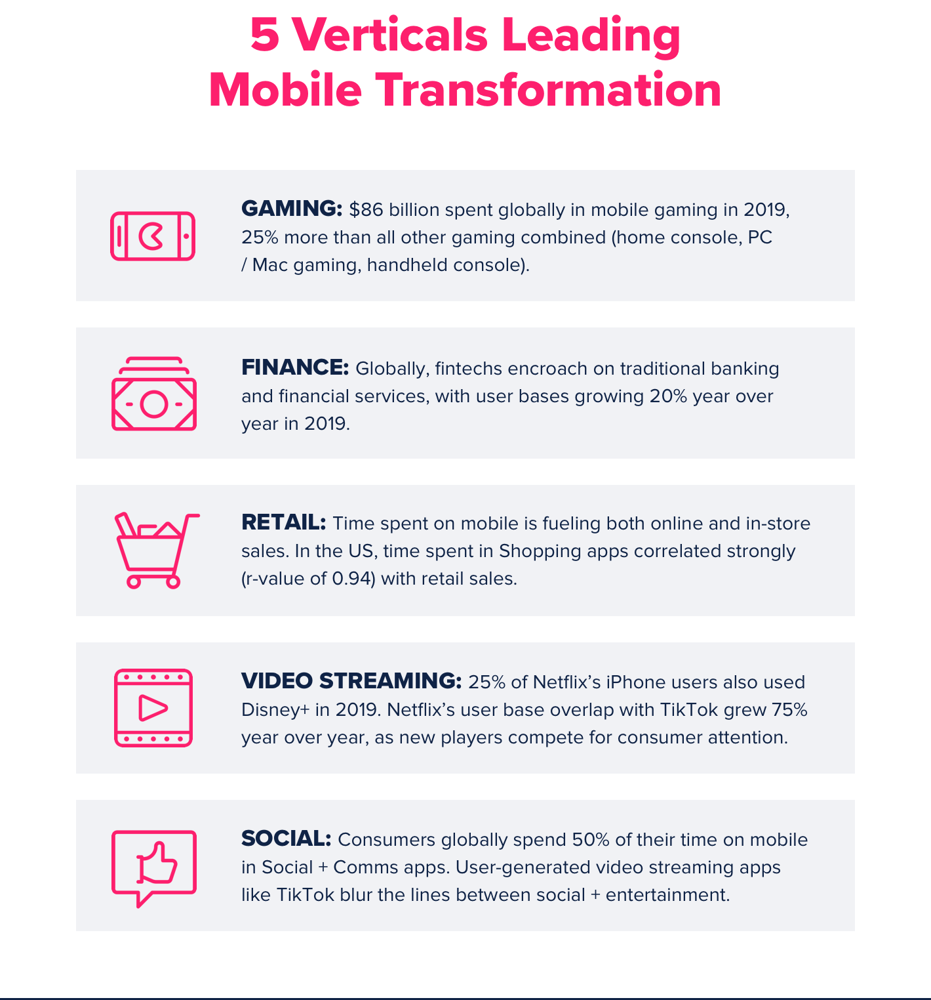 5 Verticals Leading
Mobile Transformation
GAMING: $86 billion spent globally in mobile gaming in 2019,
25% more than all other gaming combined (home console, PC
/ Mac gaming, handheld console).
FINANCE: Globally, fintechs encroach on traditional banking
and financial services, with user bases growing 20% year over
year in 2019.
RETAIL: Time spent on mobile is fueling both online and in-store
sales. In the US, time spent in Shopping apps correlated strongly
(r-value of 0.94) with retail sales.
VIDEO STREAMING: 25% of Netflix’s iPhone users also used
Disney+ in 2019. Netflix’s user base overlap with TikTok grew 75%
year over year, as new players compete for consumer attention.
SOCIAL: Consumers globally spend 50% of their time on mobile
in Social + Comms apps. User-generated video streaming apps
like TikTok blur the lines between social + entertainment.